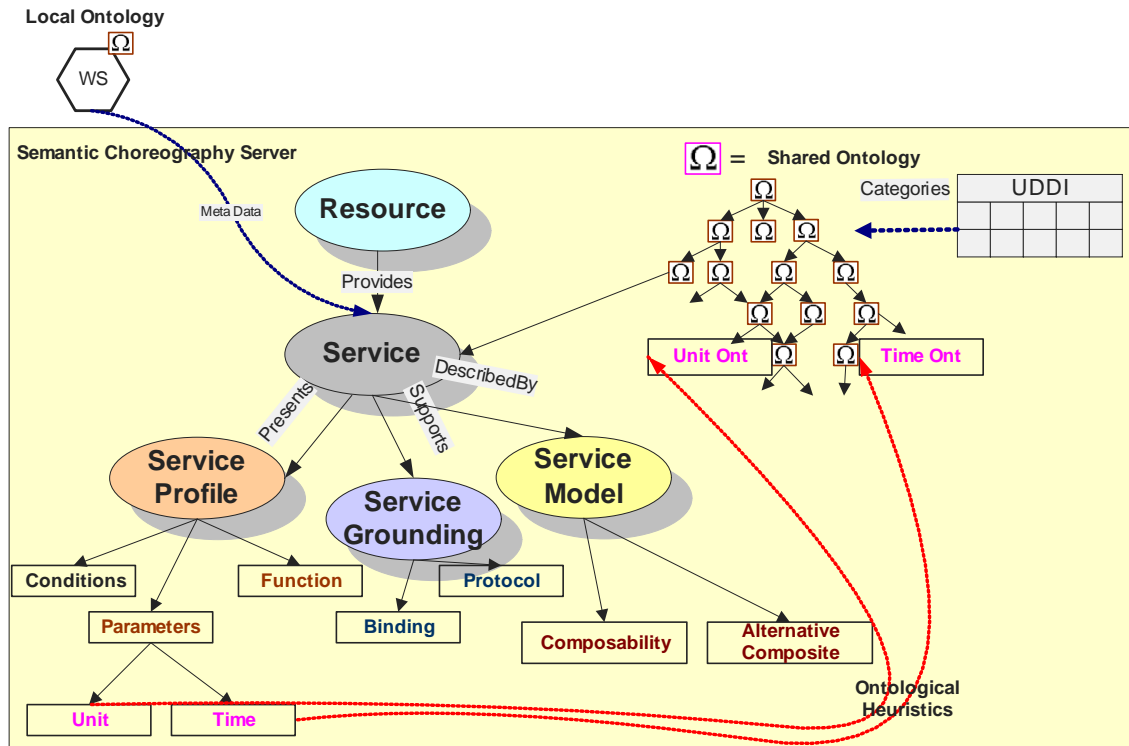 Local Ontology
Ω
WS
Semantic Choreography Server
Meta Data
Resource
Provides
Service
DescribedBy
Presents
Supports
Service
Profile
Service
Grounding
Service
Model
Conditions
Function
Protocol
Parameters
Binding
Composability
Alternative
Composite
Unit
Time
Ω = Shared Ontology
Categories
UDDI
Ω
Ω Ω Ω
Ω Ω Ω Ω
Ω Ω Ω
Unit Ont
Ω Ω
Time Ont
Ontological
Heuristics